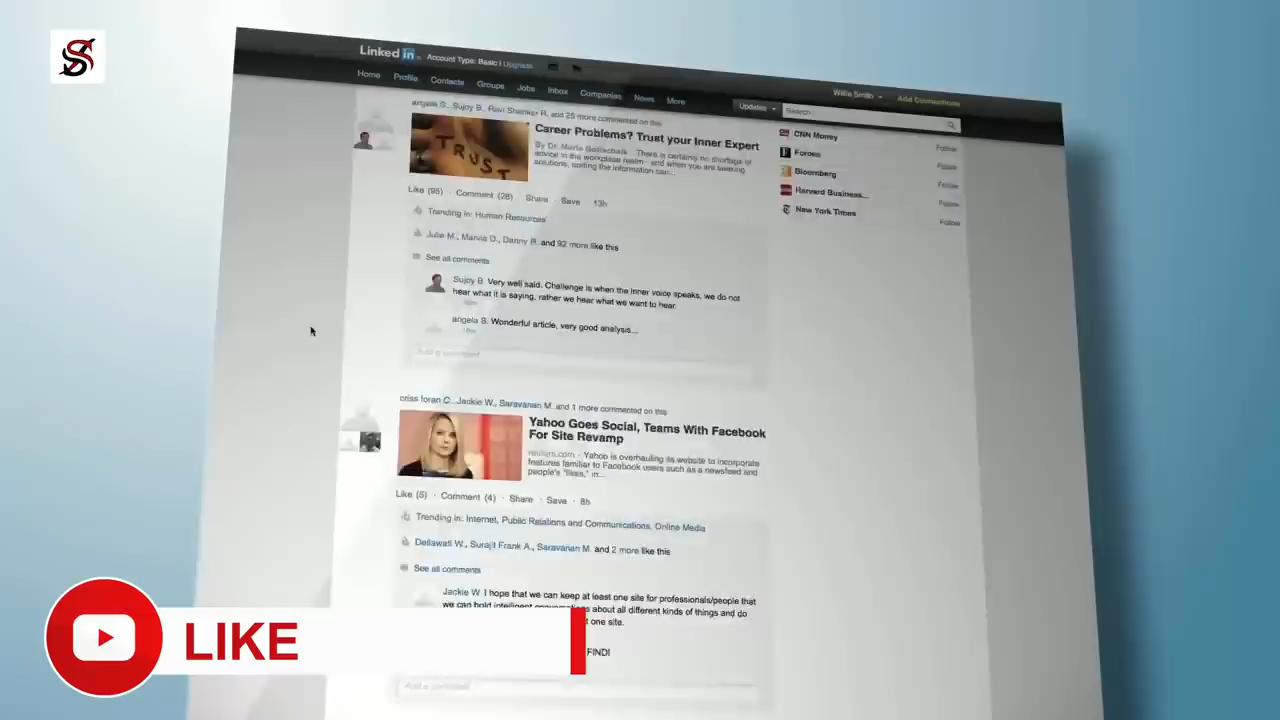 S
Linked in
Account Type: Basic | Upgrade
Willie Smith
Add Connections
Home Profile Contacts Groups Jobs Inbox Companies News More
Updates
Search
angela S., Sujoy B., Ravi Shanker R. and 25 more commented on this
TRUST
Career Problems? Trust your Inner Expert
By Dr. Marla Gottschalk - There is certainly no shortage of
advice in the workplace realm - and when you are seeking
solutions, sorting the information can...
Like (95) · Comment (28) · Share · Save · 13h
Trending in: Human Resources
Julie M., Danny B. and 92 more like this
See all comments
Sujoy B. Very well said. Challenge is when the inner voice speaks, we do not
hear what it is saying, rather we hear what we want to hear.
angela S. Wonderful article, very good analysis...
Add a comment
CNN Money Follow
Forbes Follow
Bloomberg Follow
Harvard Business... Follow
New York Times Follow
criss foran C., Jackie W., Saravanan M. and 1 more commented on this
Yahoo Goes Social, Teams With Facebook
For Site Revamp
reuters.com - Yahoo is overhauling its website to incorporate
features familiar to Facebook users such as a newsfeed and
people's "likes," in...
Like (5) · Comment (4) · Share · Save · 8h
Trending in: Internet, Public Relations and Communications, Online Media
Dellawati W., Surajit Frank A., Saravanan M. and 2 more like this
See all comments
Jackie W. I hope that we can keep at least one site for professionals/people that
we can hold intelligent about all different kinds of things and do
one site.
FINDI
Add a comment
LIKE